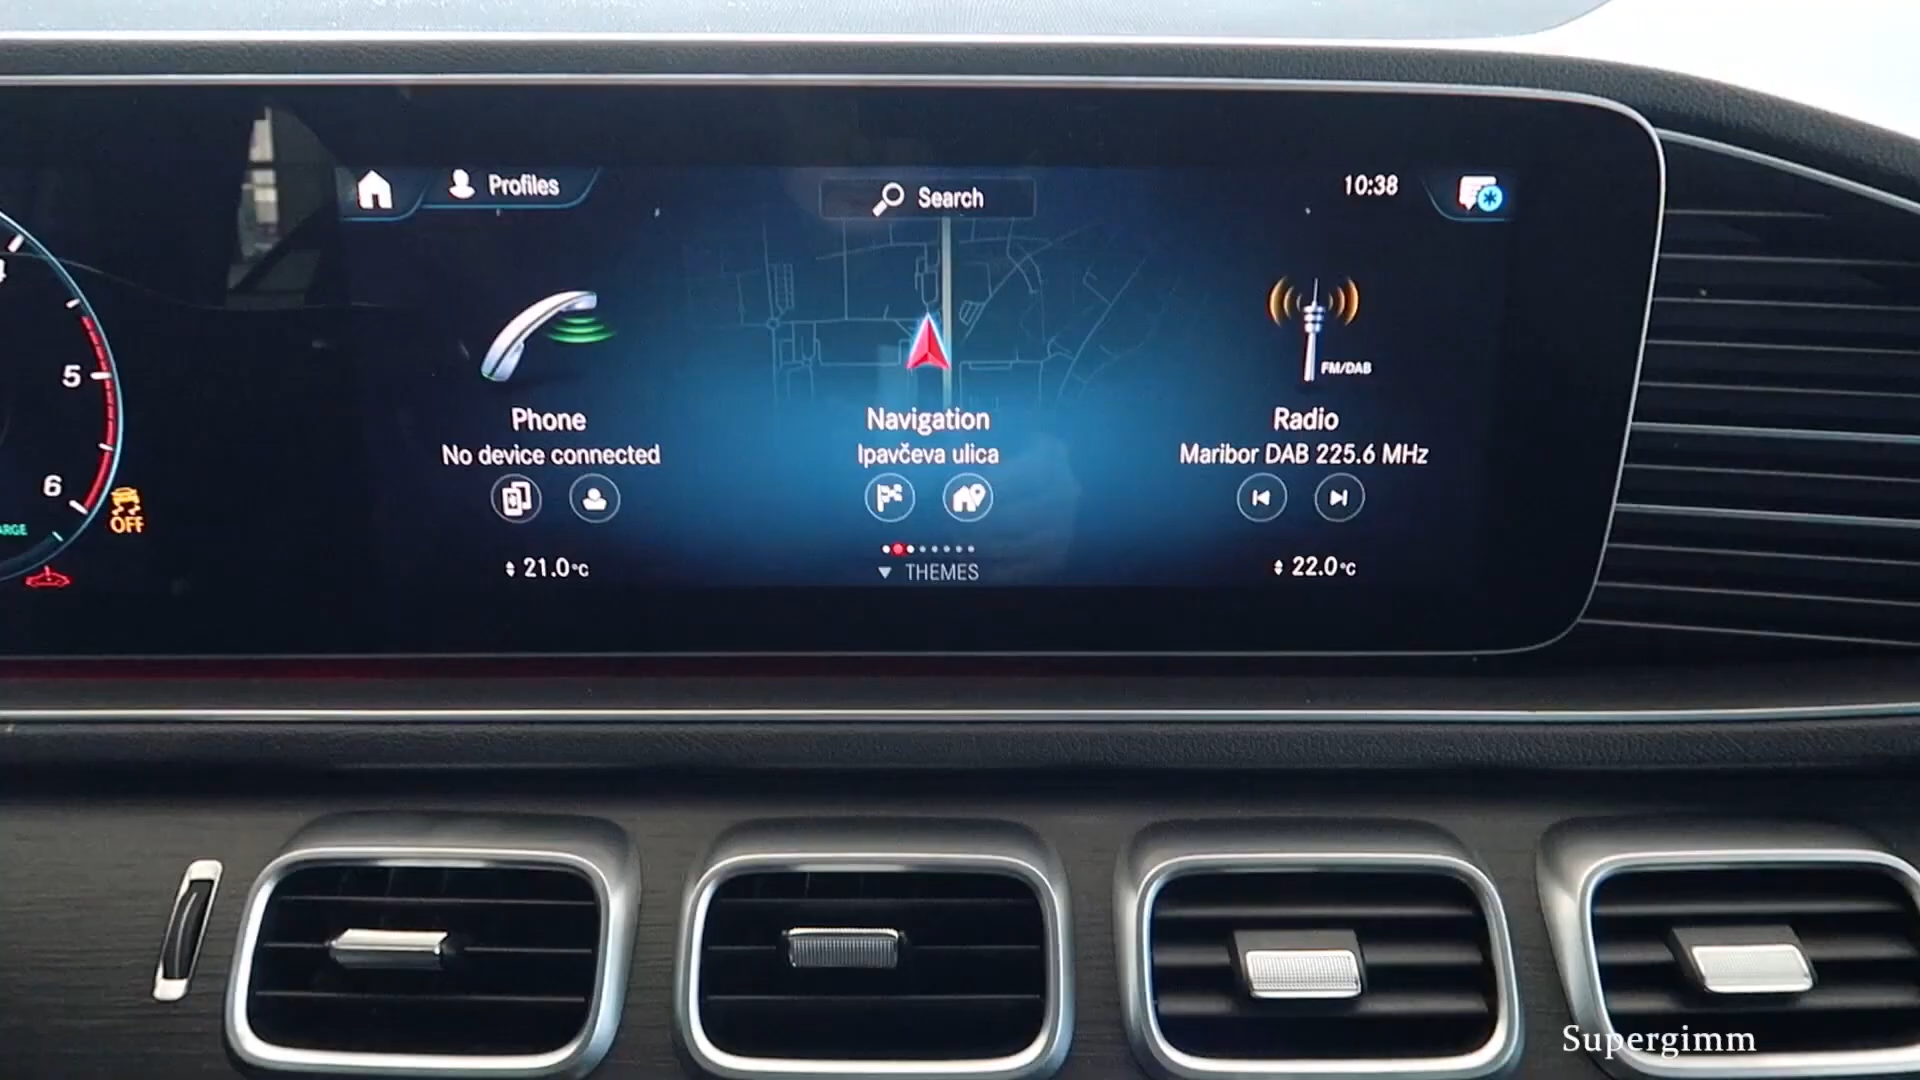 Profiles
Search
10:38
FM/DAB
5
6
OFF
Phone
No device connected
Navigation
Ipavčeva ulica
Radio
Maribor DAB 225.6 MHz
21.0°C
THEMES
22.0°C
Supergimm